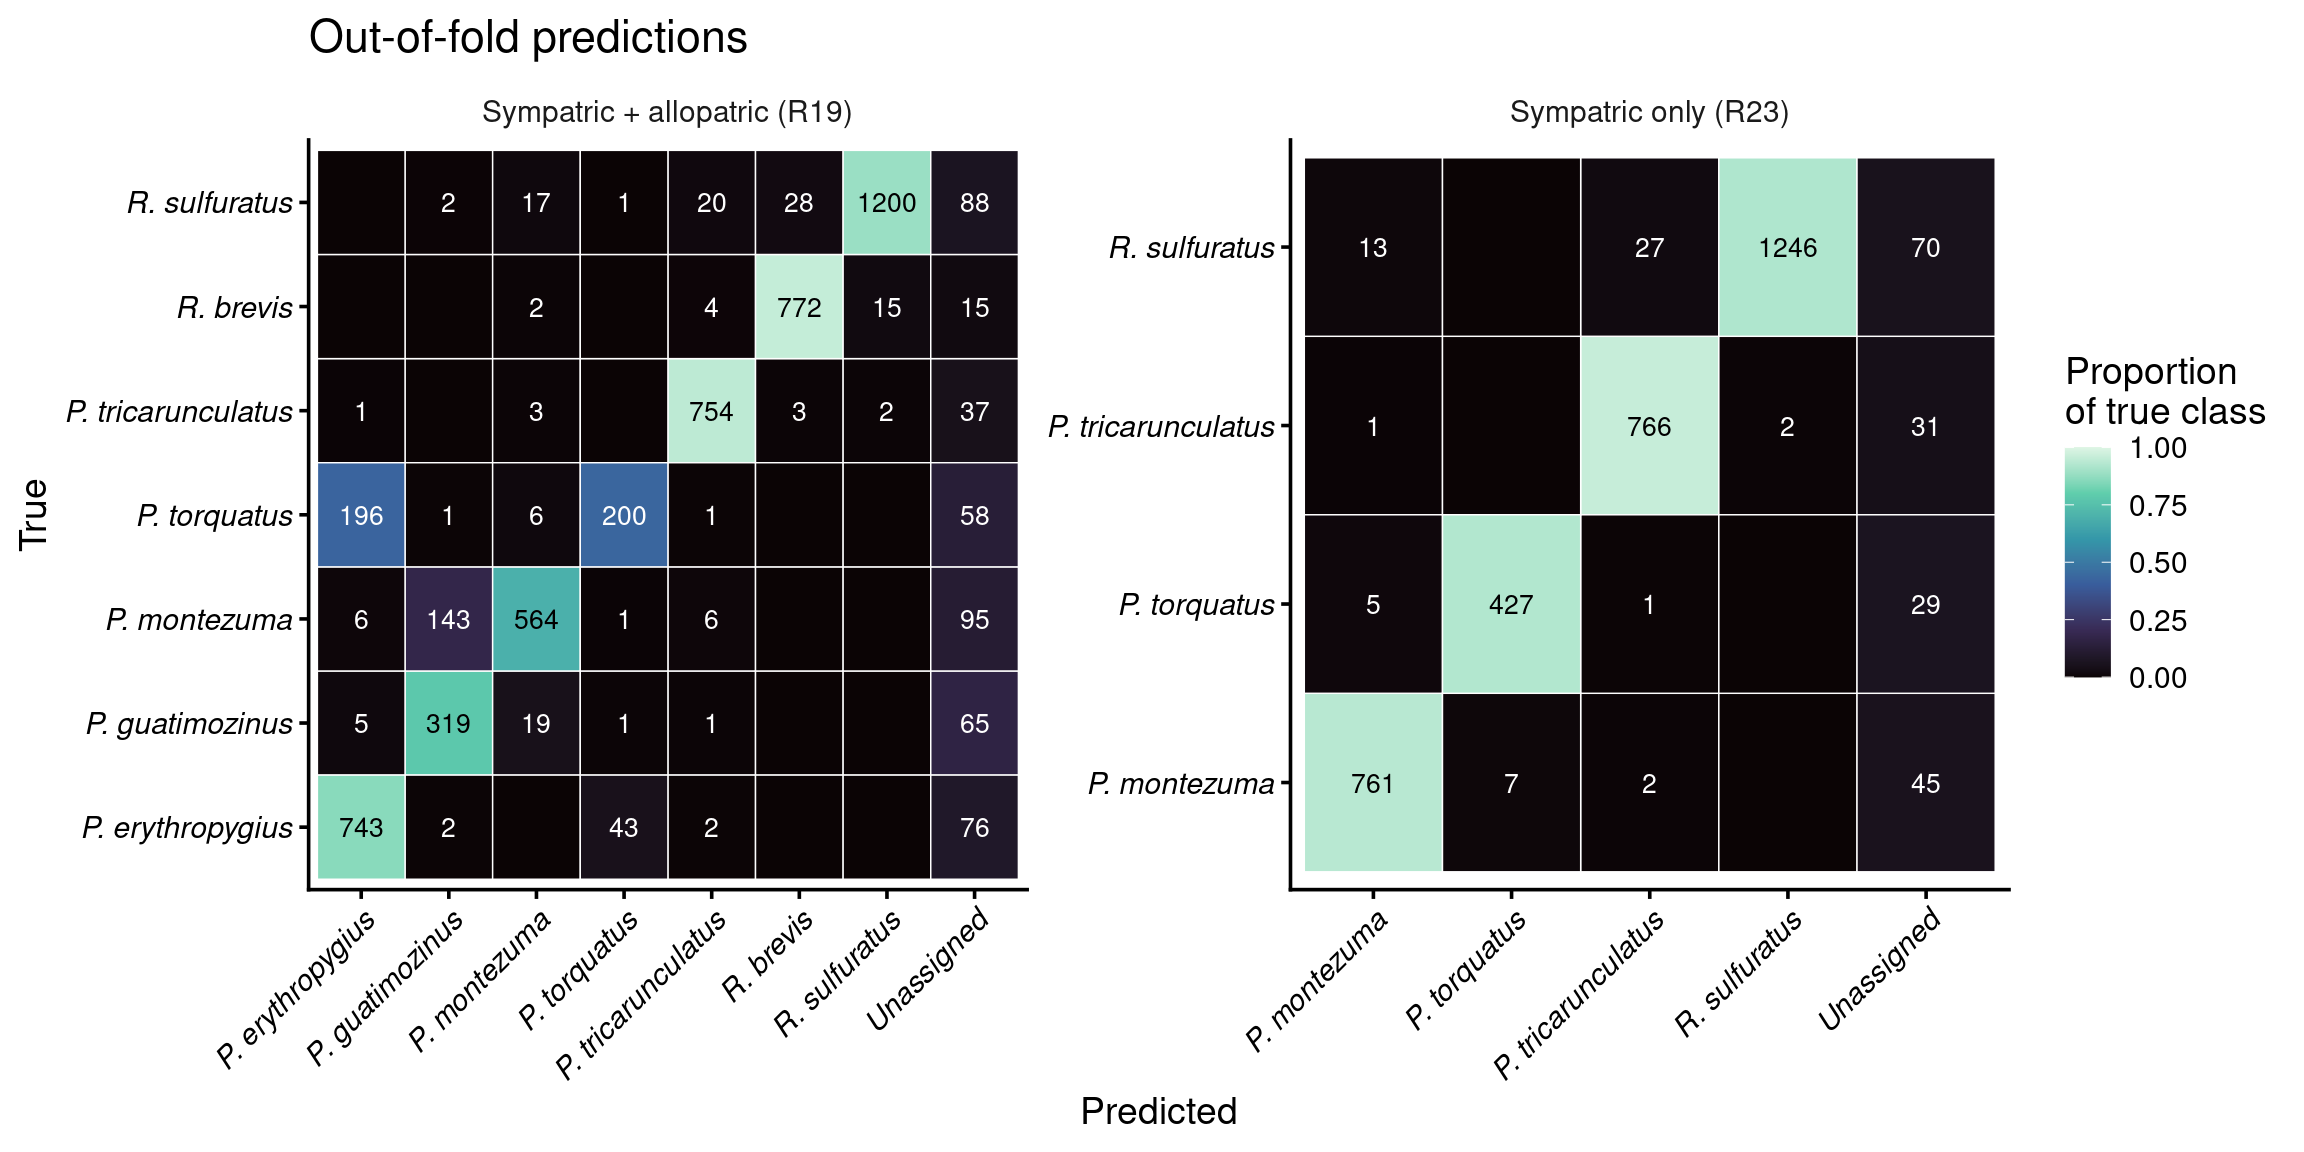 Out-of-fold predictions
Sympatric + allopatric (R19)
Sympatric only (R23)
True
R. sulfuratus 2 17 1 20 28 1200 88
R. brevis 2 4 772 15 15
P. tricarunculatus 1 3 754 3 2 37
P. torquatus 196 1 6 200 1 58
P. montezuma 6 143 564 1 6 95
P. guatimozinus 5 319 19 1 1 65
P. erythropygius 743 2 43 2 76
P. erythropygius
P. guatimozinus
P. montezuma
P. torquatus
P. tricarunculatus
R. brevis
R. sulfuratus
Unassigned
R. sulfuratus 13 27 1246 70
P. tricarunculatus 1 766 2 31
P. torquatus 5 427 1 29
P. montezuma 761 7 2 45
P. montezuma
P. torquatus
P. tricarunculatus
R. sulfuratus
Unassigned
Predicted
Proportion
of true class
1.00
0.75
0.50
0.25
0.00